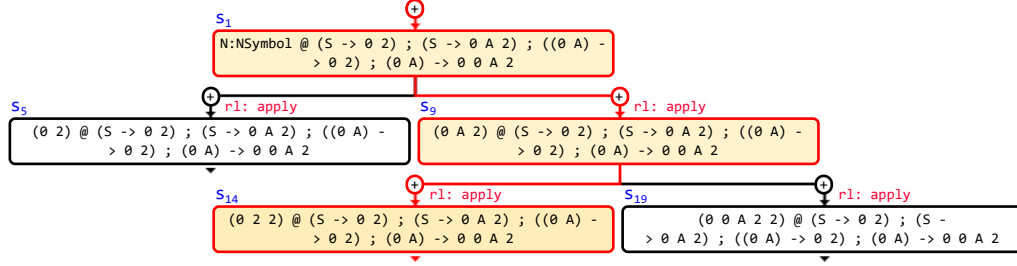 S1
N:NSymbol @ (S -> 0 2) ; (S -> 0 A 2) ; ((0 A) -
> 0 2) ; (0 A) -> 0 0 A 2
S5
rl: apply
(0 2) @ (S -> 0 2) ; (S -> 0 A 2) ; ((0 A) -
> 0 2) ; (0 A) -> 0 0 A 2
S9
rl: apply
(0 A 2) @ (S -> 0 2) ; (S -> 0 A 2) ; ((0 A) -
> 0 2) ; (0 A) -> 0 0 A 2
S14
rl: apply
(0 2 2) @ (S -> 0 2) ; (S -> 0 A 2) ; ((0 A) -
> 0 2) ; (0 A) -> 0 0 A 2
S19
rl: apply
(0 0 A 2 2) @ (S -> 0 2) ; (S -
> 0 A 2) ; ((0 A) -> 0 2) ; (0 A) -> 0 0 A 2